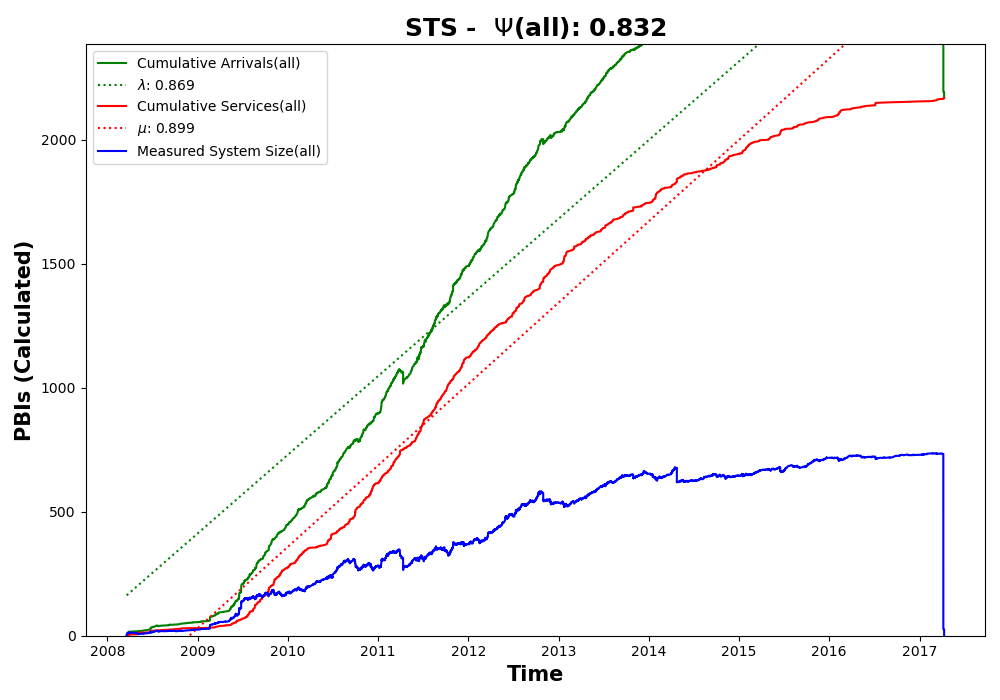 STS - Ψ(all): 0.832
Cumulative Arrivals(all)
λ: 0.869
Cumulative Services(all)
μ: 0.899
Measured System Size(all)
PBIs (Calculated)
2000
1500
1000
500
0
2008 2009 2010 2011 2012 2013 2014 2015 2016 2017
Time